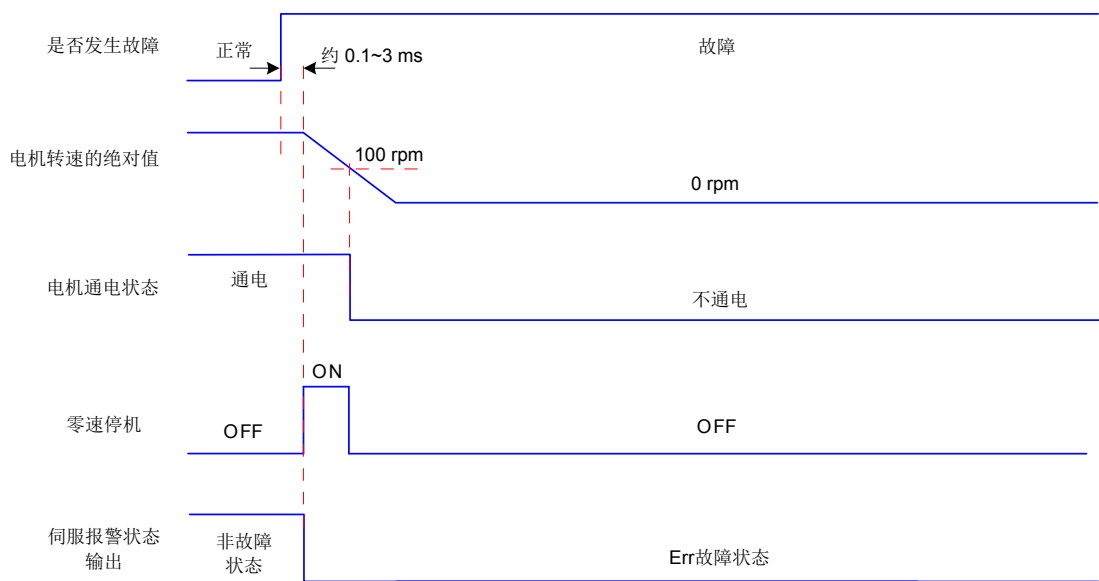 是否发生故障
正常
约 0.1~3 ms
故障
电机转速的绝对值
100 rpm
0 rpm
电机通电状态
通电
不通电
零速停机
OFF
ON
OFF
伺服报警状态
输出
非故障
状态
Err故障状态